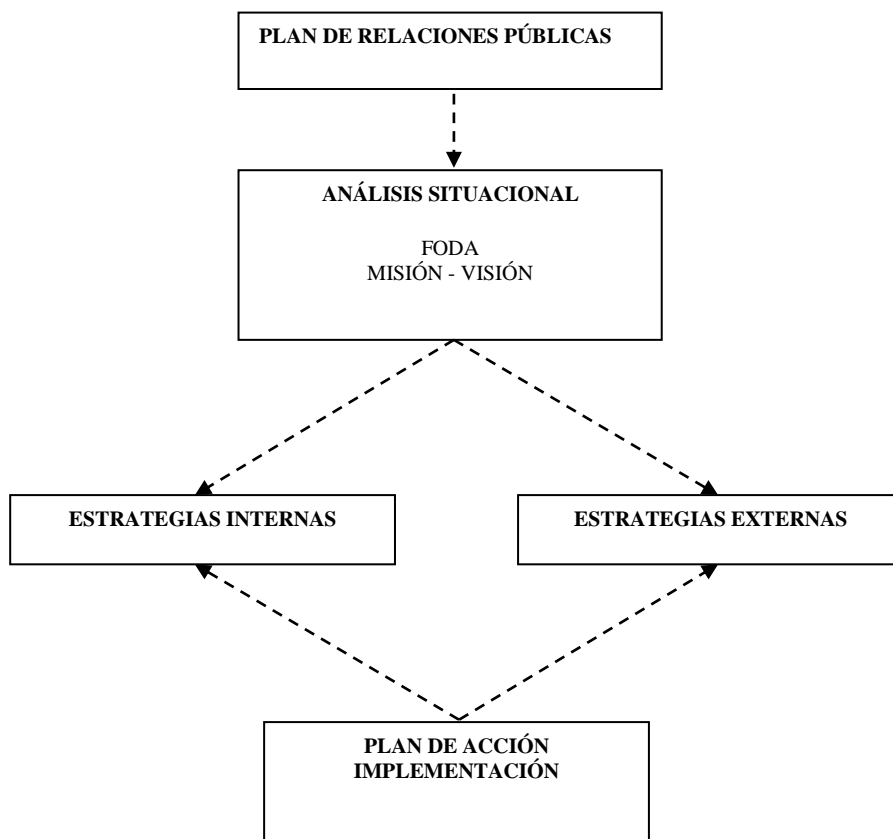 PLAN DE RELACIONES PÚBLICAS
ANÁLISIS SITUACIONAL
FODA
MISIÓN - VISIÓN
ESTRATEGIAS INTERNAS
ESTRATEGIAS EXTERNAS
PLAN DE ACCIÓN
IMPLEMENTACIÓN